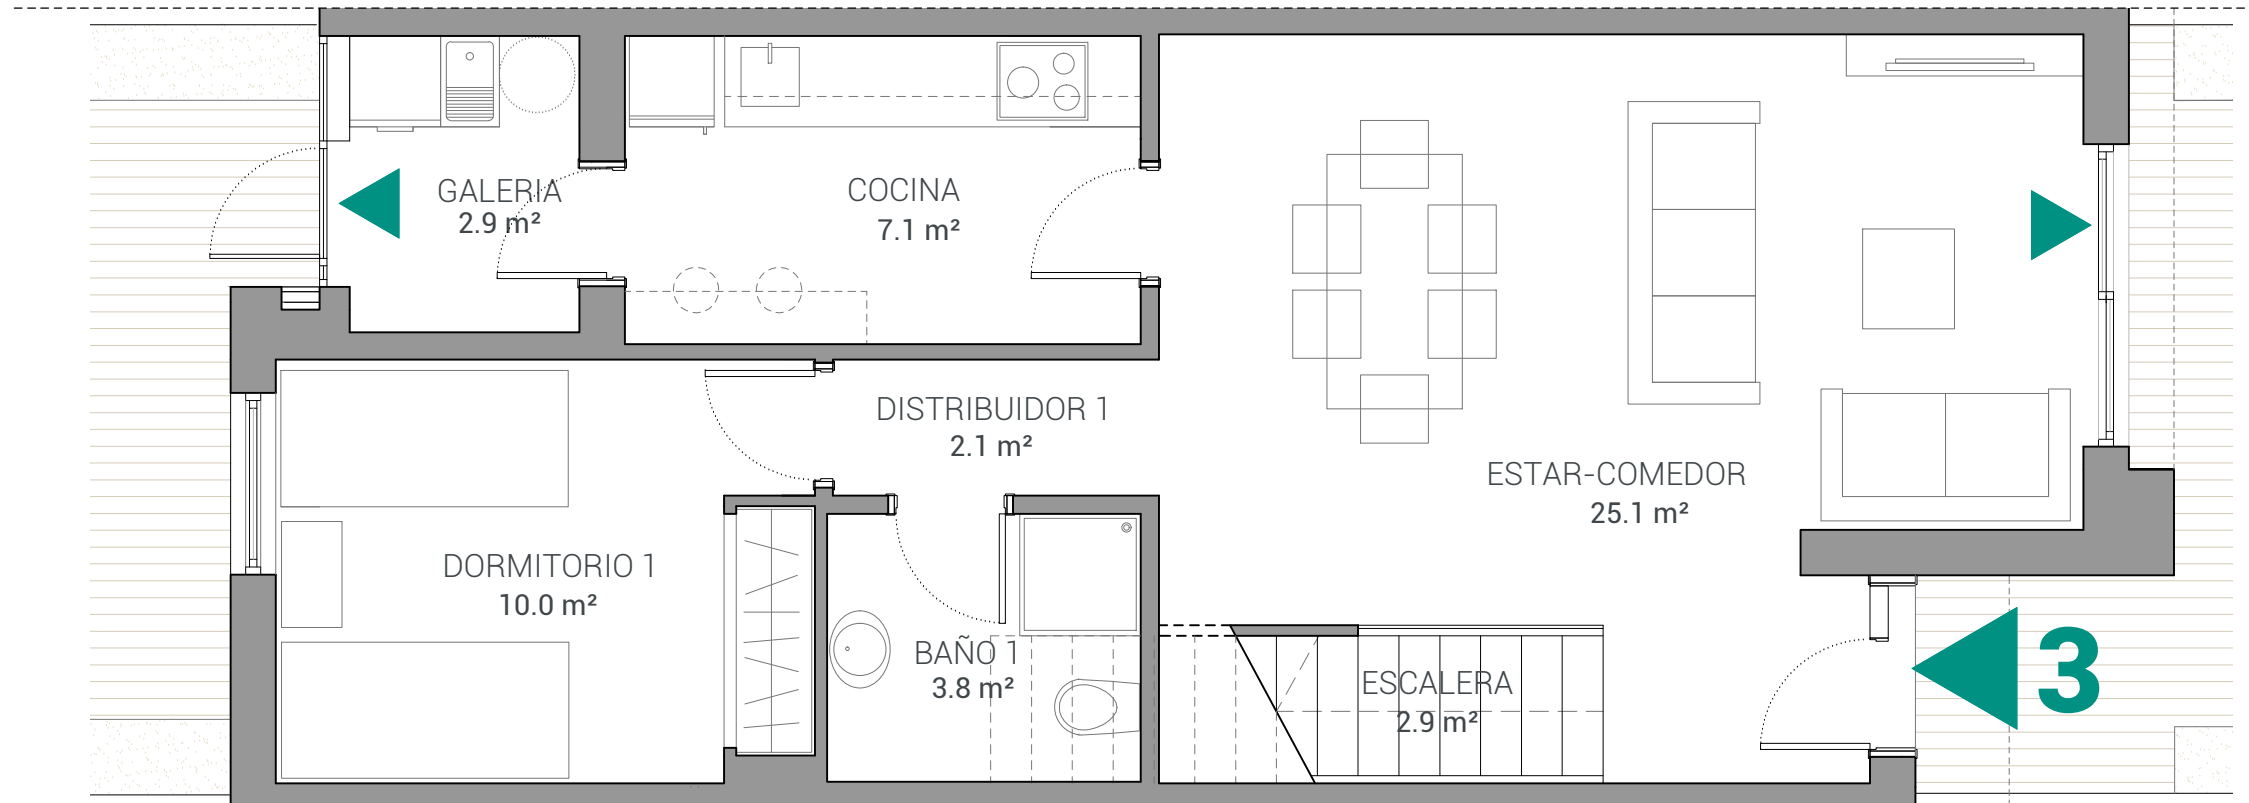 GALERIA
2.9 m²
COCINA
7.1 m²
DISTRIBUIDOR 1
2.1 m²
ESTAR-COMEDOR
25.1 m²
DORMITORIO 1
10.0 m²
BAÑO 1
3.8 m²
ESCALERA
2.9 m²
3